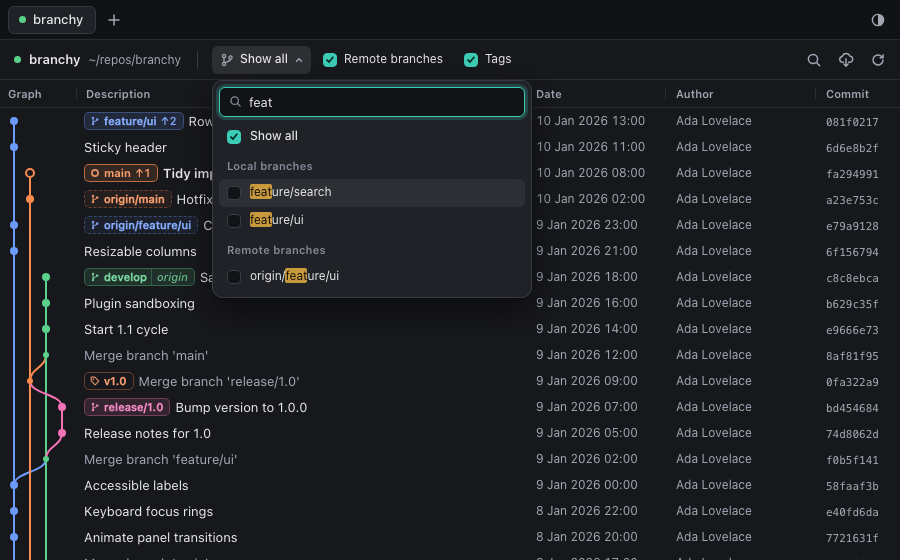 branchy
branchy ~/repos/branchy Show all Remote branches Tags
Graph Description Date Author Commit
feat
Show all
Local branches
feature/search
feature/ui
Remote branches
origin/feature/ui
feature/ui ↑2 Row 10 Jan 2026 13:00 Ada Lovelace 081f0217
Sticky header 10 Jan 2026 11:00 Ada Lovelace 6d6e8b2f
main ↑1 Tidy imp 10 Jan 2026 08:00 Ada Lovelace fa294991
origin/main Hotfix 10 Jan 2026 02:00 Ada Lovelace a23e753c
origin/feature/ui 9 Jan 2026 23:00 Ada Lovelace e79a9128
Resizable columns 9 Jan 2026 21:00 Ada Lovelace 6f156794
develop origin Sa 9 Jan 2026 18:00 Ada Lovelace c8c8ebca
Plugin sandboxing 9 Jan 2026 16:00 Ada Lovelace b629c35f
Start 1.1 cycle 9 Jan 2026 14:00 Ada Lovelace e9666e73
Merge branch 'main' 9 Jan 2026 12:00 Ada Lovelace 8af81f95
v1.0 Merge branch 'release/1.0' 9 Jan 2026 09:00 Ada Lovelace 0fa322a9
release/1.0 Bump version to 1.0.0 9 Jan 2026 07:00 Ada Lovelace bd454684
Release notes for 1.0 9 Jan 2026 05:00 Ada Lovelace 74d8062d
Merge branch 'feature/ui' 9 Jan 2026 02:00 Ada Lovelace f0b5f141
Accessible labels 9 Jan 2026 00:00 Ada Lovelace 58faaf3b
Keyboard focus rings 8 Jan 2026 22:00 Ada Lovelace e40fd6da
Animate panel transitions 8 Jan 2026 20:00 Ada Lovelace 7721631f